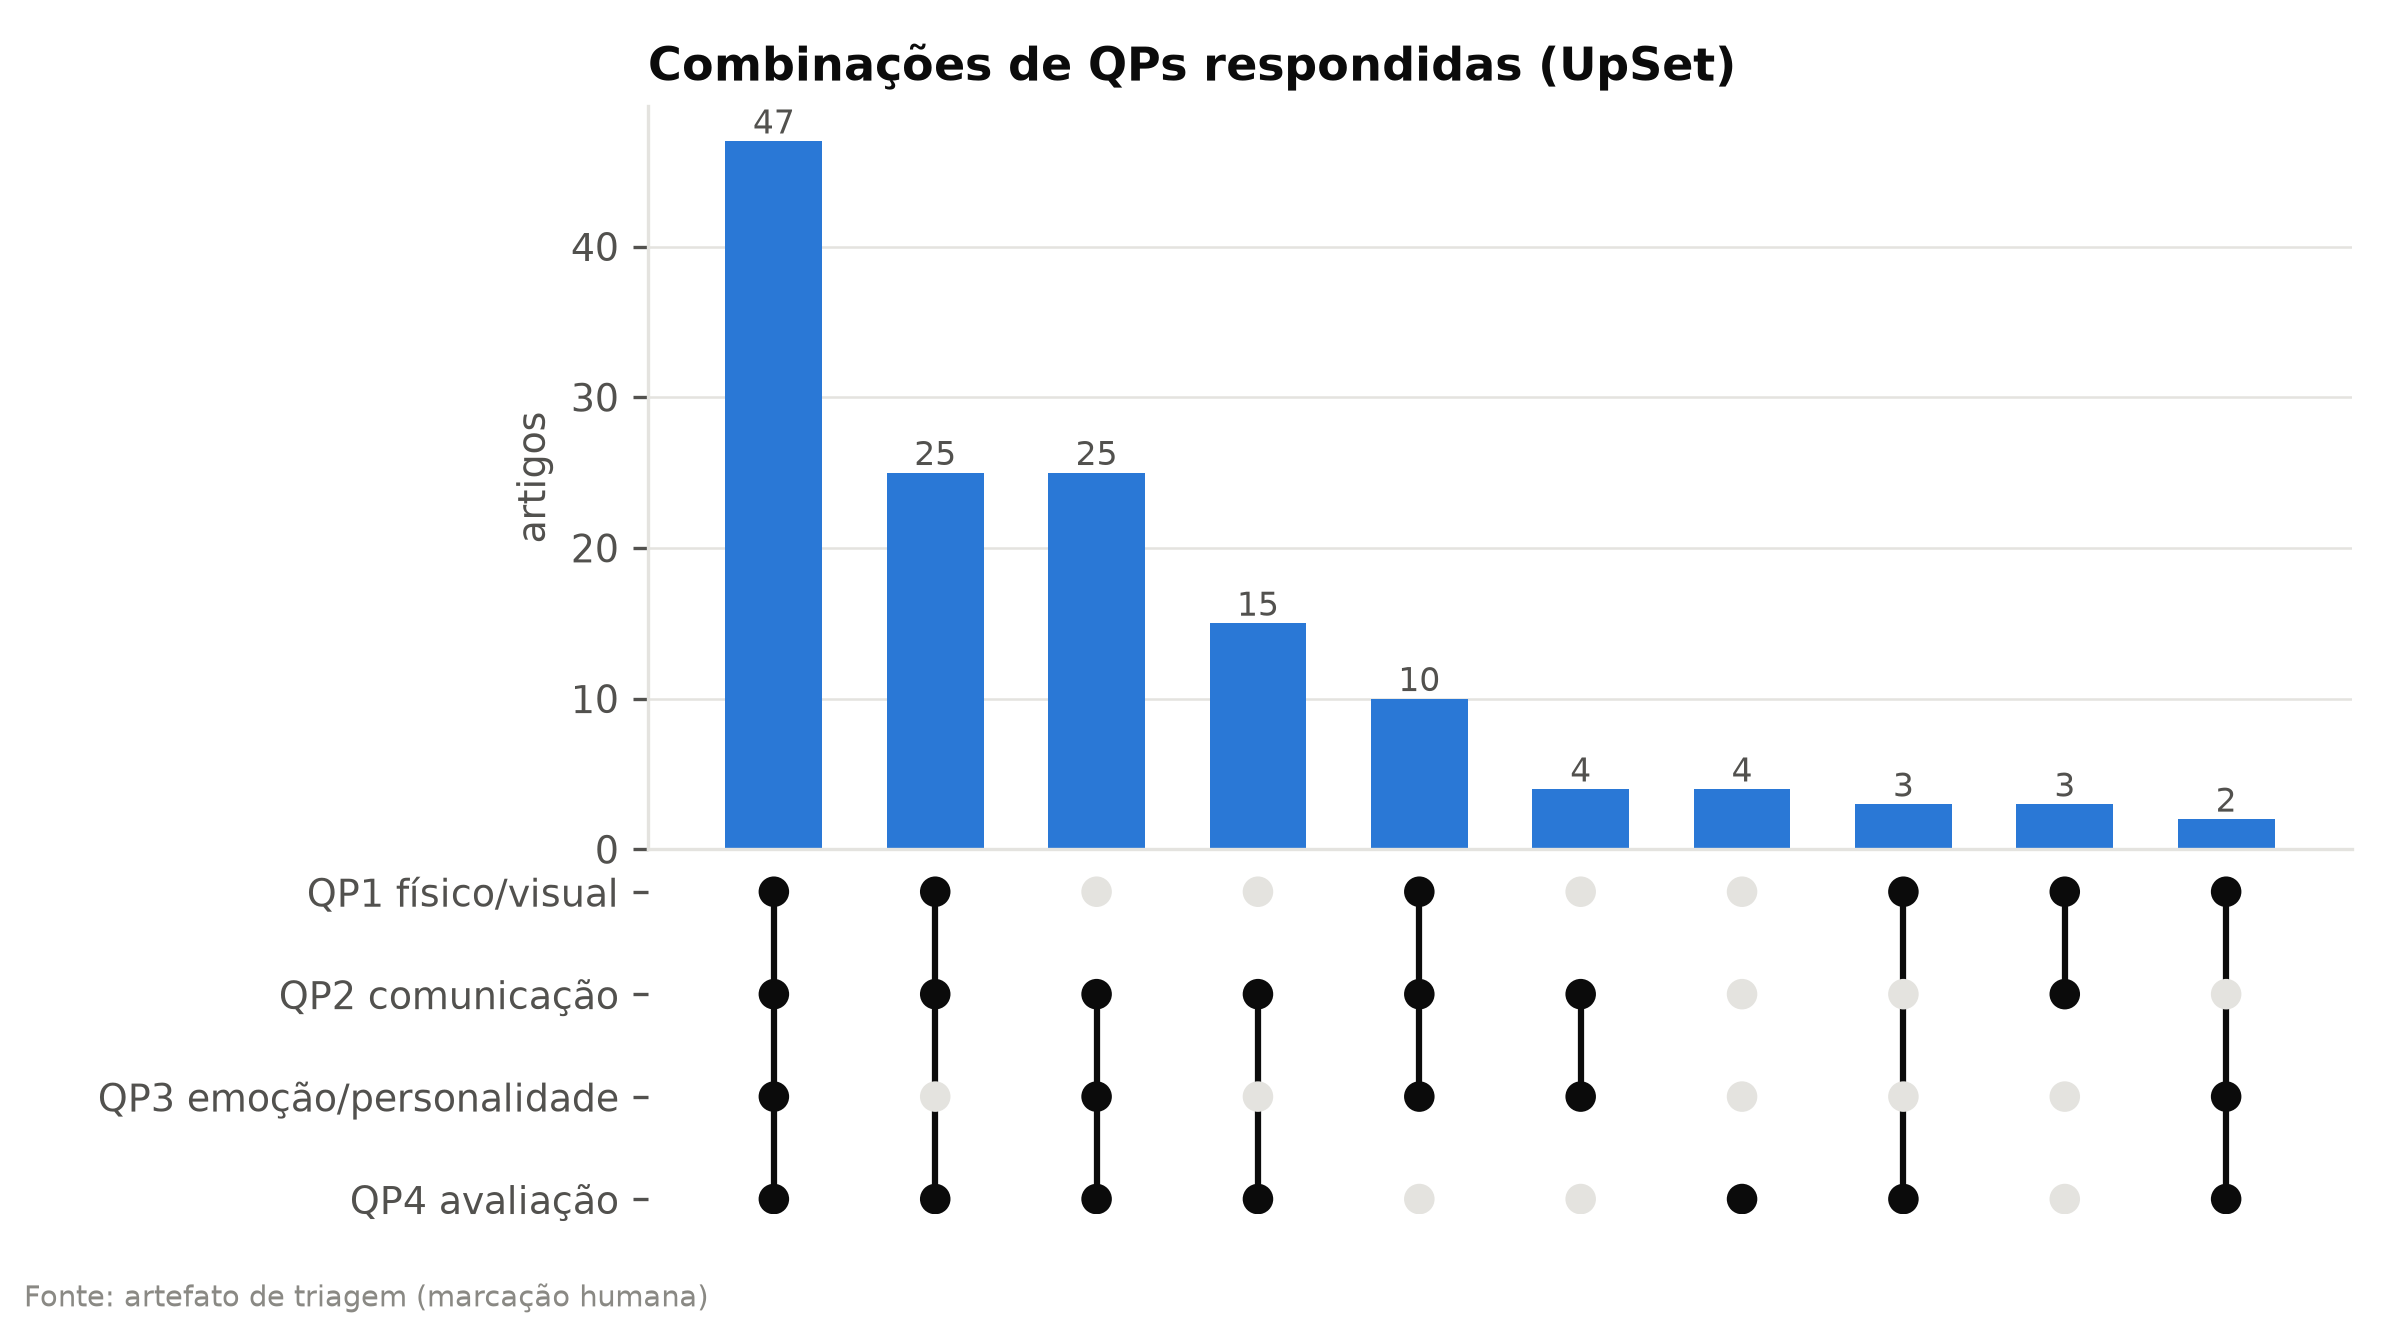 Combinações de QPs respondidas (UpSet)
47
25
25
15
10
4
4
3
3
2
artigos
40
30
20
10
0
QP1 físico/visual
QP2 comunicação
QP3 emoção/personalidade
QP4 avaliação
Fonte: artefato de triagem (marcação humana)